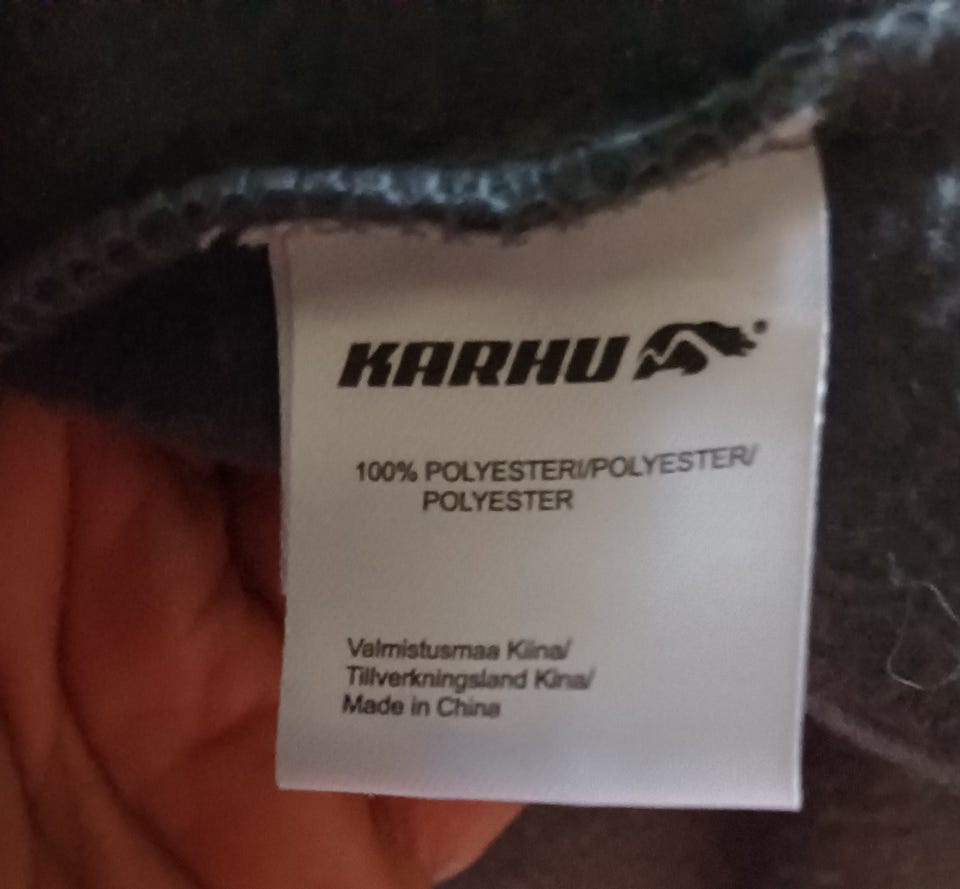 KARHU
100% POLYESTERI/POLYESTER/
POLYESTER
Valmistusmaa Kiina/
Tillverkningsland Kina/
Made in China